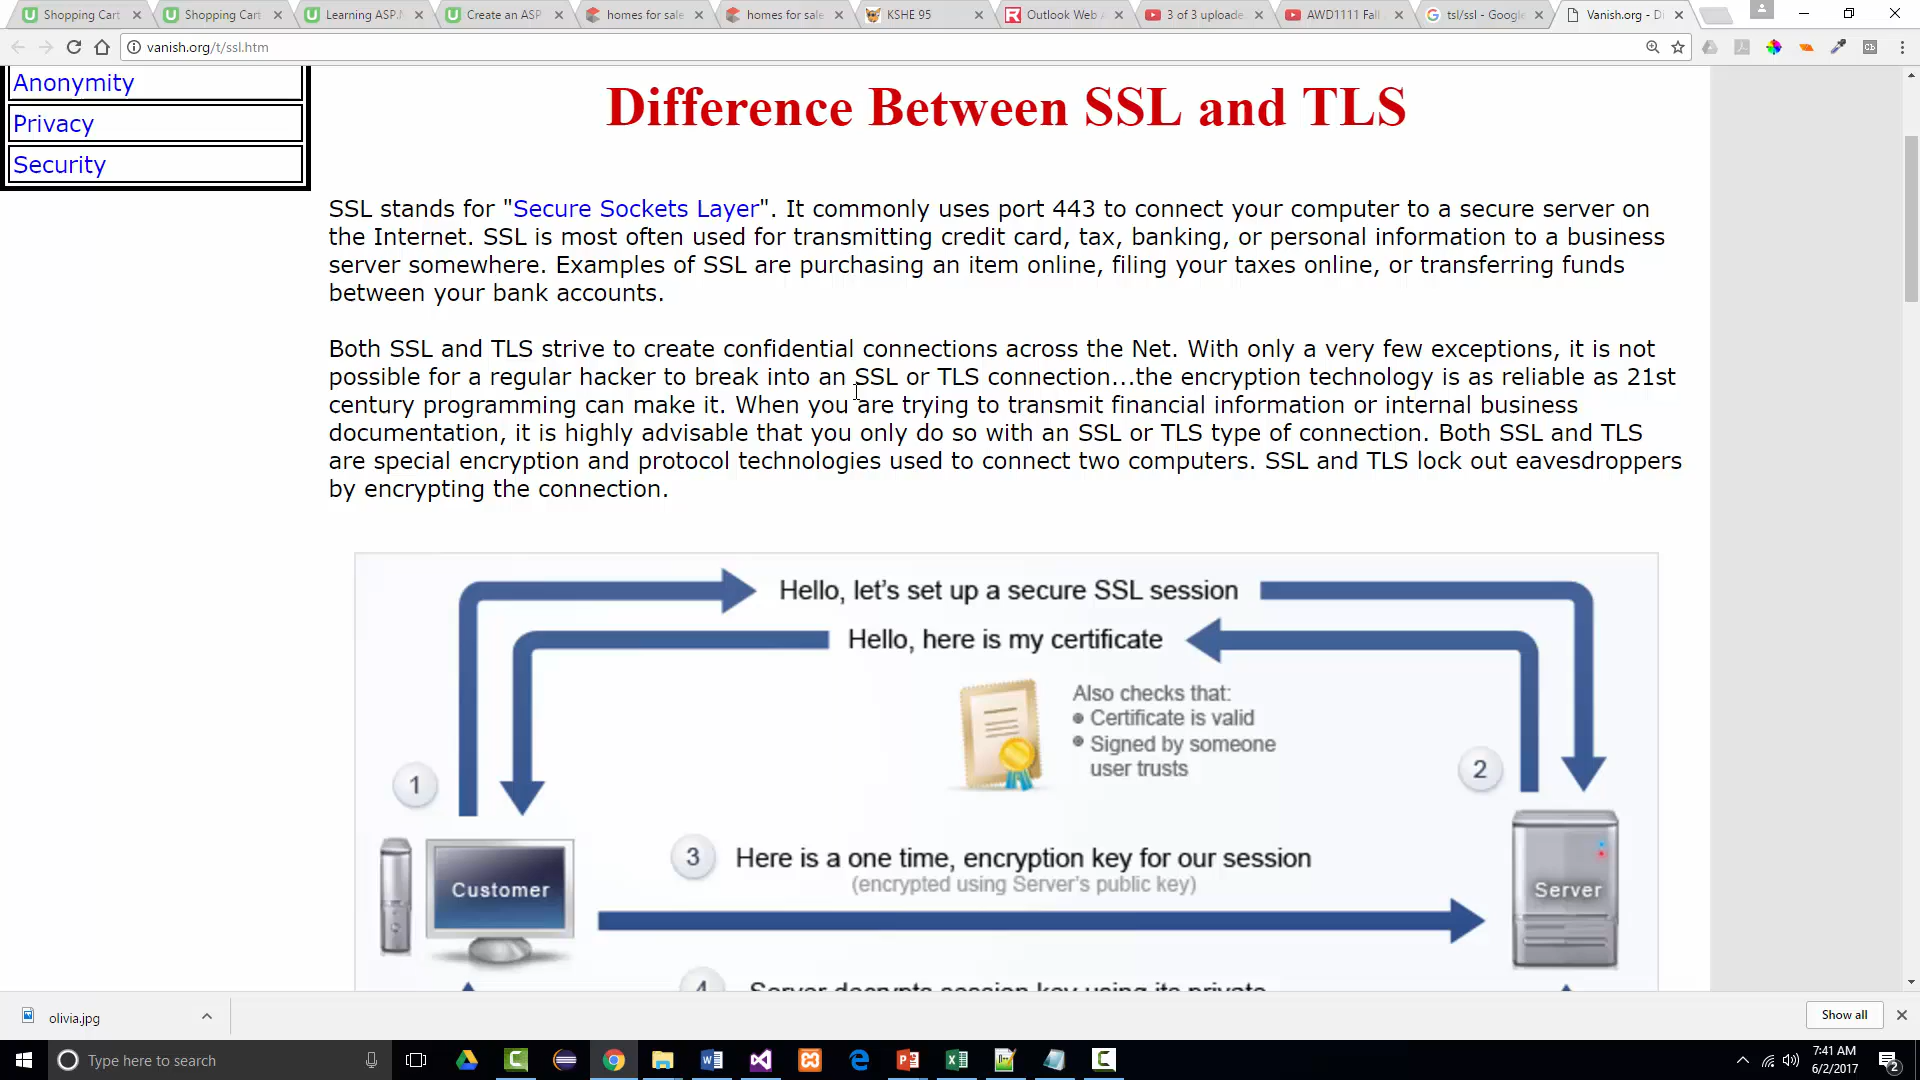 Shopping Cart
Shopping Cart
Learning ASP.
Create an ASP
homes for sale
homes for sale
KSHE 95
Outlook Web
3 of 3 uploade
AWD1111 Fall
tsl/ssl - Google
Vanish.org - Di
vanish.org/t/ssl.htm
Anonymity
Privacy
Security
Difference Between SSL and TLS
SSL stands for "Secure Sockets Layer". It commonly uses port 443 to connect your computer to a secure server on
the Internet. SSL is most often used for transmitting credit card, tax, banking, or personal information to a business
server somewhere. Examples of SSL are purchasing an item online, filing your taxes online, or transferring funds
between your bank accounts.
Both SSL and TLS strive to create confidential connections across the Net. With only a very few exceptions, it is not
possible for a regular hacker to break into an SSL or TLS connection...the encryption technology is as reliable as 21st
century programming can make it. When you are trying to transmit financial information or internal business
documentation, it is highly advisable that you only do so with an SSL or TLS type of connection. Both SSL and TLS
are special encryption and protocol technologies used to connect two computers. SSL and TLS lock out eavesdroppers
by encrypting the connection.
Hello, let's set up a secure SSL session
Hello, here is my certificate
Also checks that:
Certificate is valid
Signed by someone
user trusts
1
2
3 Here is a one time, encryption key for our session
(encrypted using Server's public key)
Customer
Server
4 Server decrypts session key using its private
olivia.jpg
Show all
Type here to search
7:41 AM
6/2/2017
2